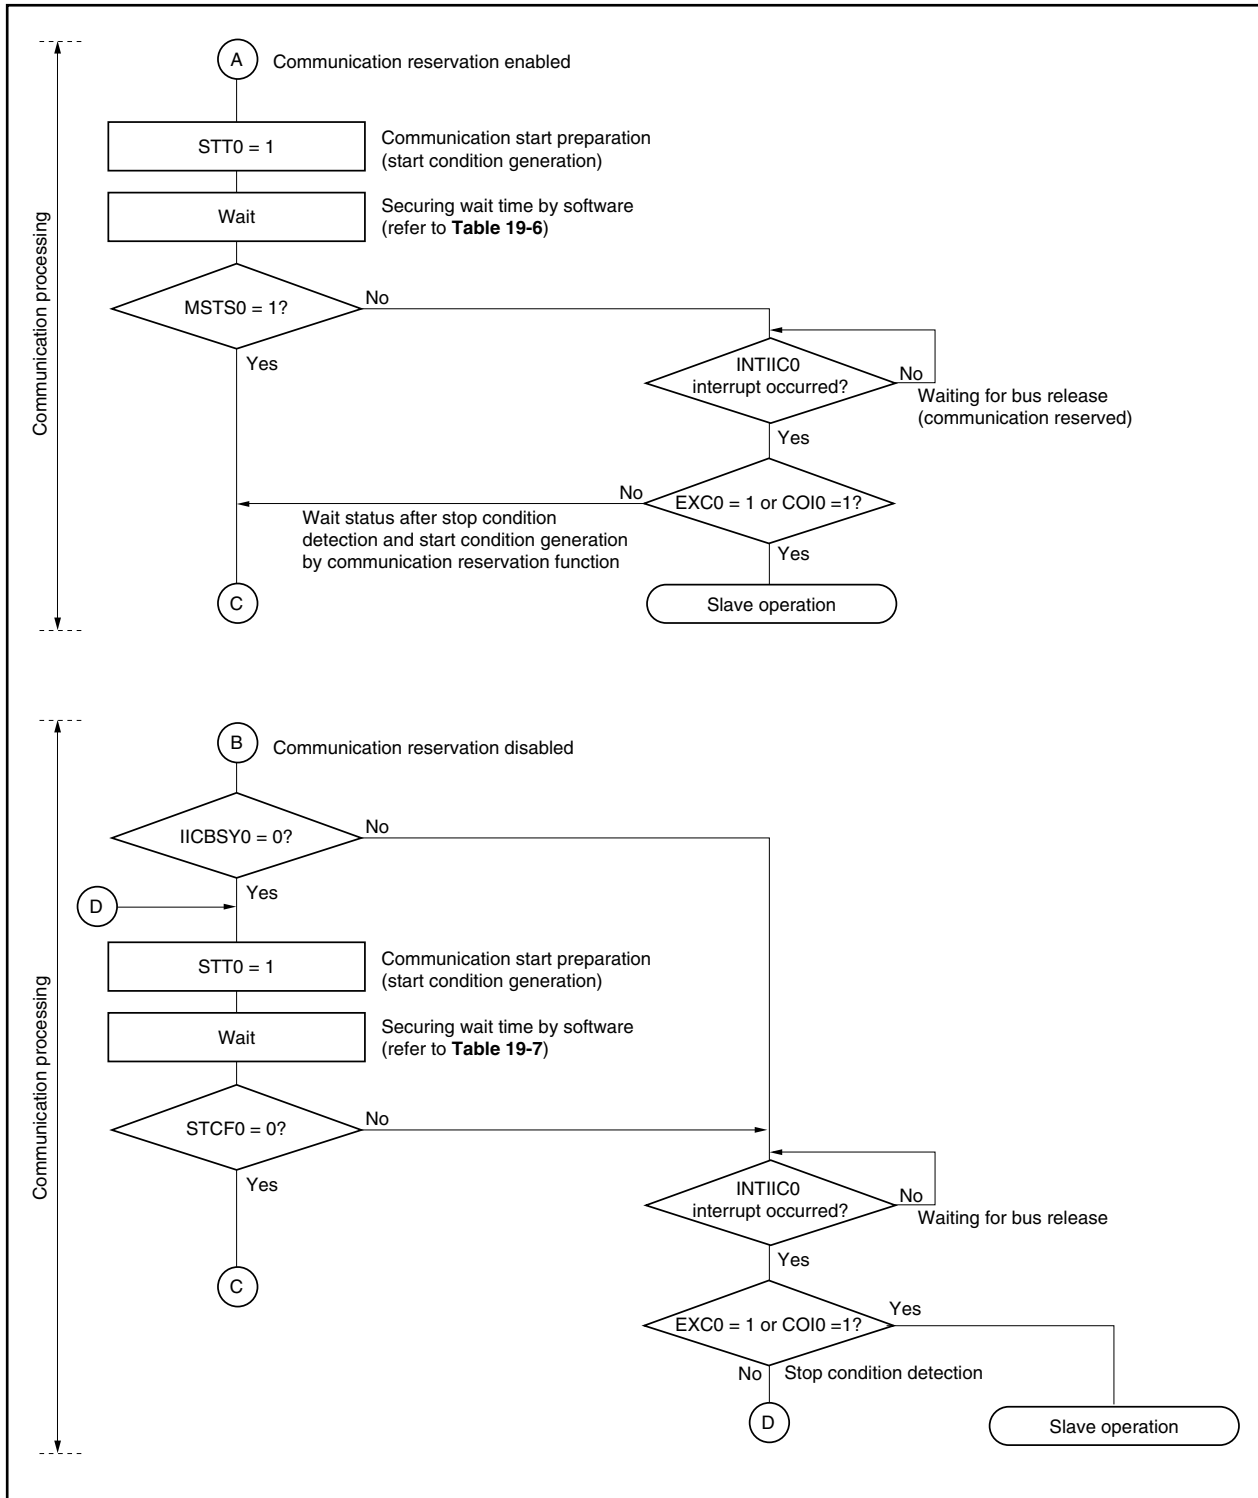 Communication processing
A
Communication reservation enabled
STT0 = 1
Communication start preparation
(start condition generation)
Wait
Securing wait time by software
(refer to Table 19-6)
MSTS0 = 1?
No
Yes
INTIIC0
interrupt occurred?
No
Waiting for bus release
(communication reserved)
Yes
EXC0 = 1 or COI0 =1?
No
Wait status after stop condition
detection and start condition generation
by communication reservation function
Yes
C
Slave operation
Communication processing
B
Communication reservation disabled
IICBSY0 = 0?
No
Yes
D
STT0 = 1
Communication start preparation
(start condition generation)
Wait
Securing wait time by software
(refer to Table 19-7)
STCF0 = 0?
No
Yes
INTIIC0
interrupt occurred?
No
Waiting for bus release
Yes
C
EXC0 = 1 or COI0 =1?
Yes
No
Stop condition detection
D
Slave operation